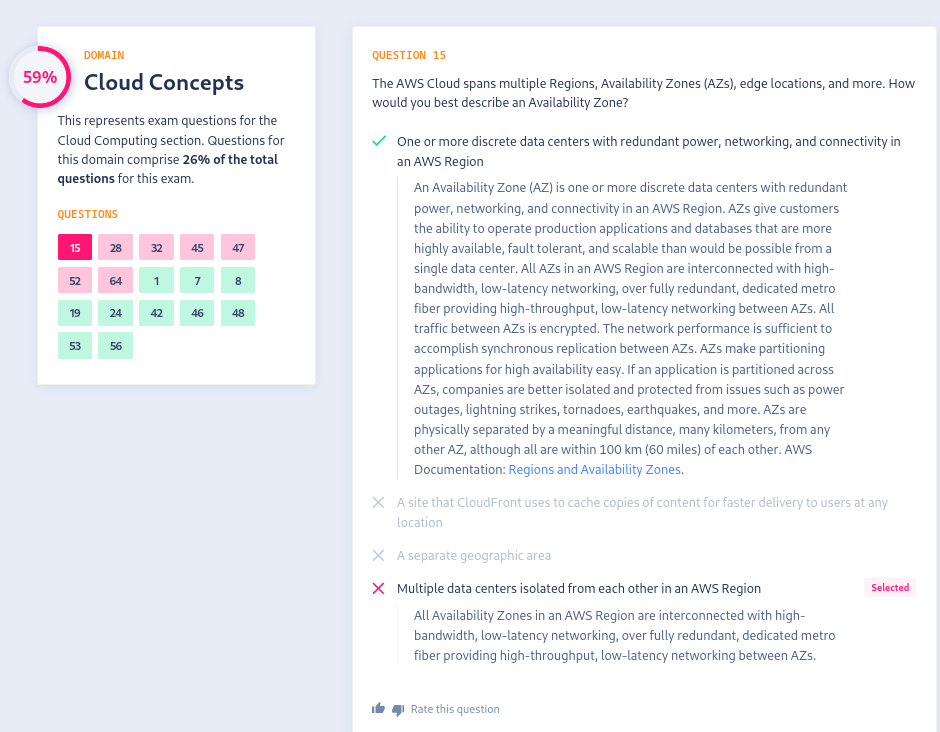 59%
DOMAIN
Cloud Concepts
This represents exam questions for the
Cloud Computing section. Questions for
this domain comprise 26% of the total
questions for this exam.
QUESTIONS
15 28 32 45 47
52 64 1 7 8
19 24 42 46 48
53 56
QUESTION 15
The AWS Cloud spans multiple Regions, Availability Zones (AZs), edge locations, and more. How
would you best describe an Availability Zone?
One or more discrete data centers with redundant power, networking, and connectivity in
an AWS Region
An Availability Zone (AZ) is one or more discrete data centers with redundant
power, networking, and connectivity in an AWS Region. AZs give customers
the ability to operate production applications and databases that are more
highly available, fault tolerant, and scalable than would be possible from a
single data center. All AZs in an AWS Region are interconnected with high-
bandwidth, low-latency networking, over fully redundant, dedicated metro
fiber providing high-throughput, low-latency networking between AZs. All
traffic between AZs is encrypted. The network performance is sufficient to
accomplish synchronous replication between AZs. AZs make partitioning
applications for high availability easy. If an application is partitioned across
AZs, companies are better isolated and protected from issues such as power
outages, lightning strikes, tornadoes, earthquakes, and more. AZs are
physically separated by a meaningful distance, many kilometers, from any
other AZ, although all are within 100 km (60 miles) of each other. AWS
Documentation: Regions and Availability Zones.
A site that CloudFront uses to cache copies of content for faster delivery to users at any
location
A separate geographic area
Multiple data centers isolated from each other in an AWS Region Selected
All Availability Zones in an AWS Region are interconnected with high-
bandwidth, low-latency networking, over fully redundant, dedicated metro
fiber providing high-throughput, low-latency networking between AZs.
Rate this question